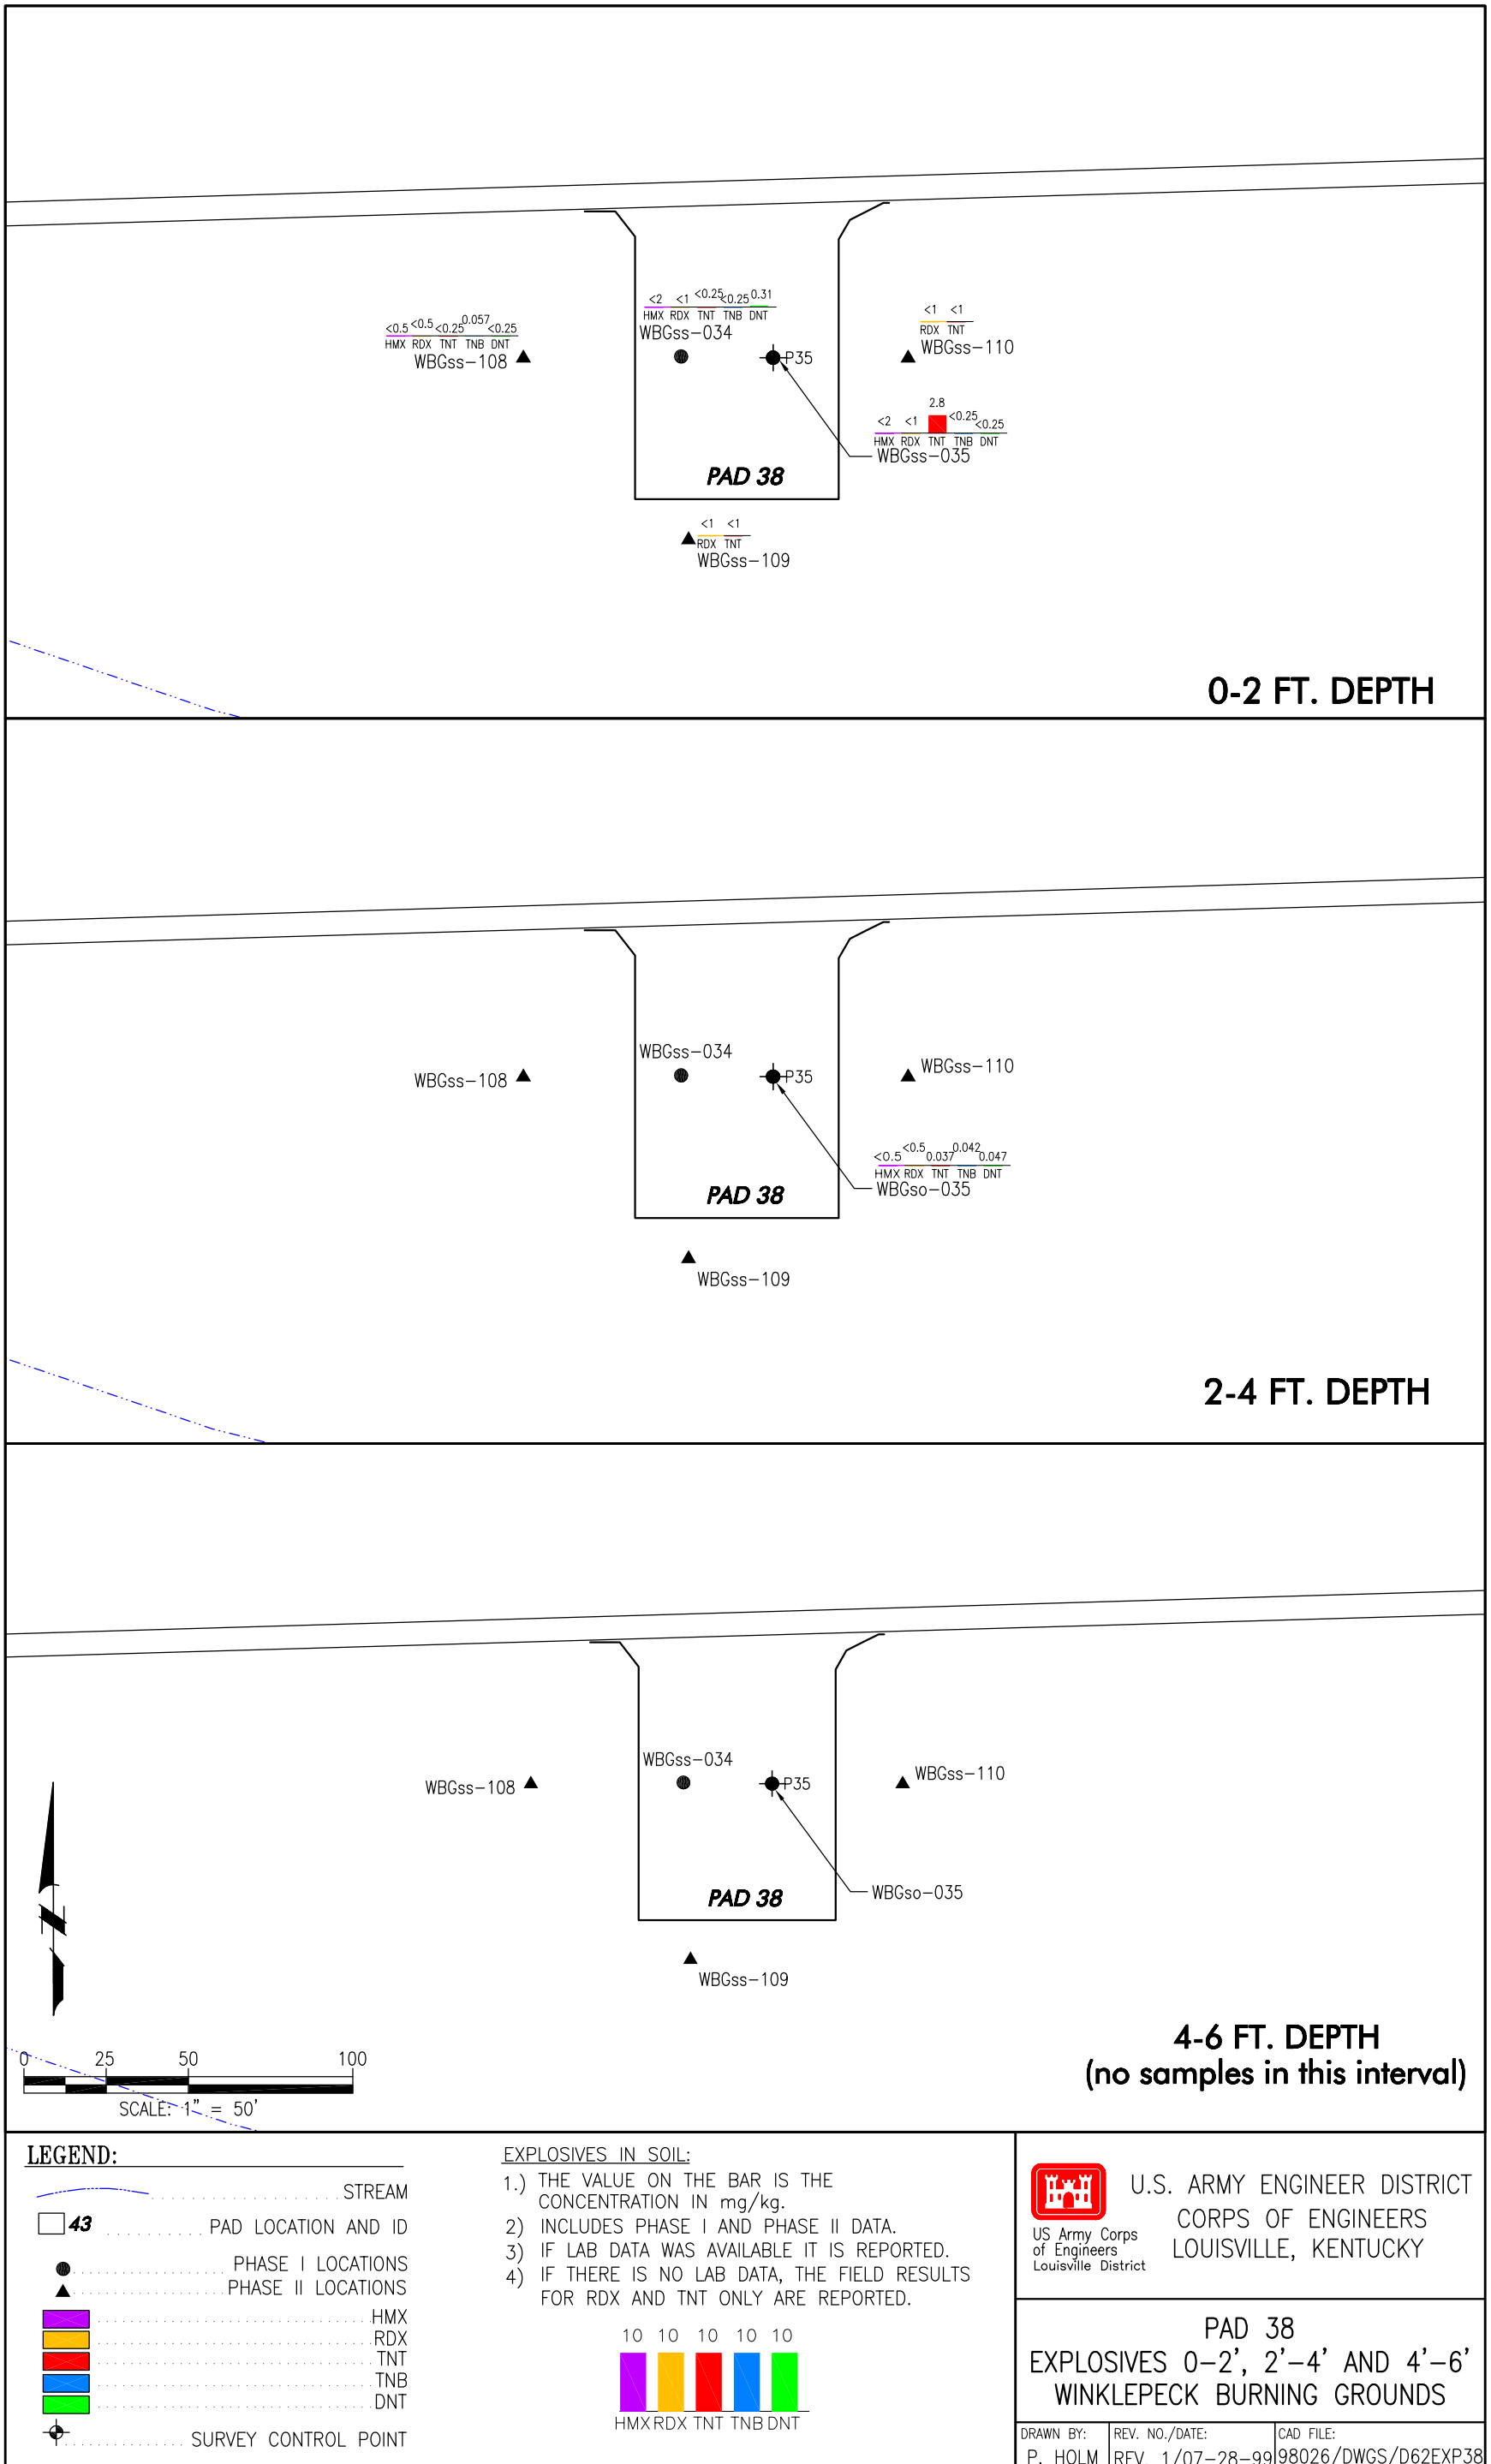 <2 <1 <0.25 <0.25 0.31
HMX RDX TNT TNB DNT
WBGss-034
<0.5 <0.5 <0.25 0.057 <0.25
HMX RDX TNT TNB DNT
WBGss-108
<1 <1
RDX TNT
WBGss-110
P35
2.8
<2 <1 <0.25 <0.25
HMX RDX TNT TNB DNT
WBGss-035
PAD 38
<1 <1
RDX TNT
WBGss-109
0-2 FT. DEPTH
WBGss-034
WBGss-108
P35
WBGss-110
<0.5 <0.5 0.037 0.042 0.047
HMX RDX TNT TNB DNT
WBGso-035
PAD 38
WBGss-109
2-4 FT. DEPTH
WBGss-034
WBGss-108
P35
WBGss-110
WBGso-035
PAD 38
WBGss-109
N
4-6 FT. DEPTH
(no samples in this interval)
0 25 50 100
SCALE: 1" = 50'
LEGEND:
STREAM
43 PAD LOCATION AND ID
PHASE I LOCATIONS
PHASE II LOCATIONS
HMX
RDX
TNT
TNB
DNT
SURVEY CONTROL POINT
EXPLOSIVES IN SOIL:
1.) THE VALUE ON THE BAR IS THE
CONCENTRATION IN mg/kg.
2) INCLUDES PHASE I AND PHASE II DATA.
3) IF LAB DATA WAS AVAILABLE IT IS REPORTED.
4) IF THERE IS NO LAB DATA, THE FIELD RESULTS
FOR RDX AND TNT ONLY ARE REPORTED.
10 10 10 10 10
HMX RDX TNT TNB DNT
US Army Corps
of Engineers
Louisville District
U.S. ARMY ENGINEER DISTRICT
CORPS OF ENGINEERS
LOUISVILLE, KENTUCKY
PAD 38
EXPLOSIVES 0-2', 2'-4' AND 4'-6'
WINKLEPECK BURNING GROUNDS
DRAWN BY:
P. HOLM
REV. NO./DATE:
REV. 1/07-28-99
CAD FILE:
98026/DWGS/D62EXP38